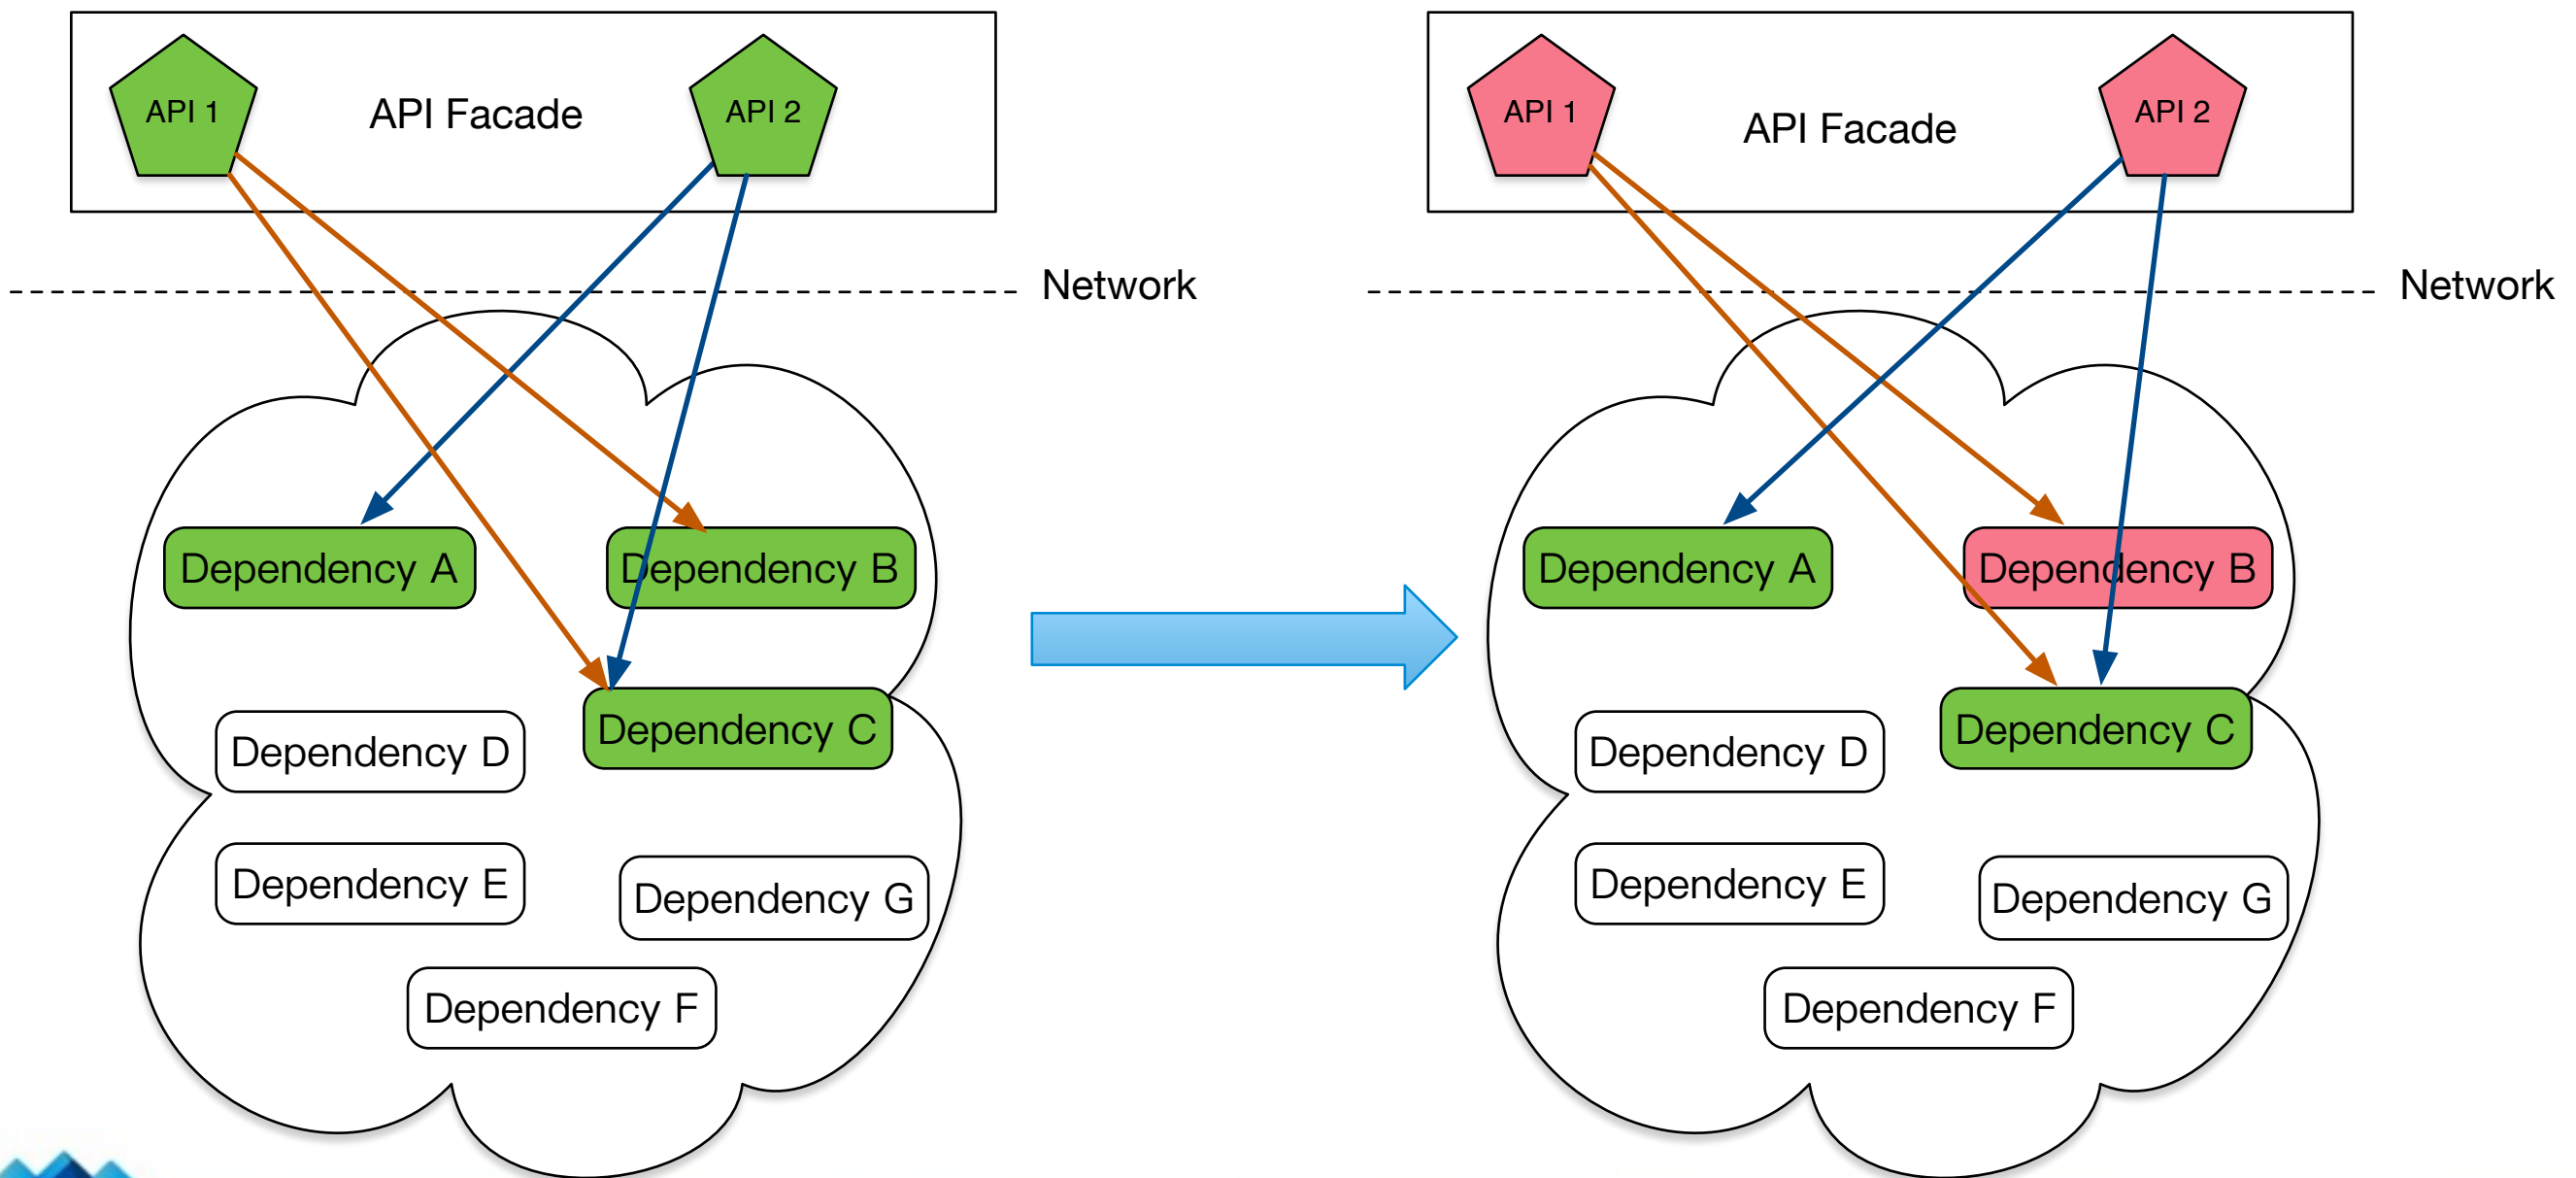 API 1
API Facade
API 2
Network
Dependency A
Dependency B
Dependency C
Dependency D
Dependency E
Dependency G
Dependency F
API 1
API Facade
API 2
Network
Dependency A
Dependency B
Dependency C
Dependency D
Dependency E
Dependency G
Dependency F